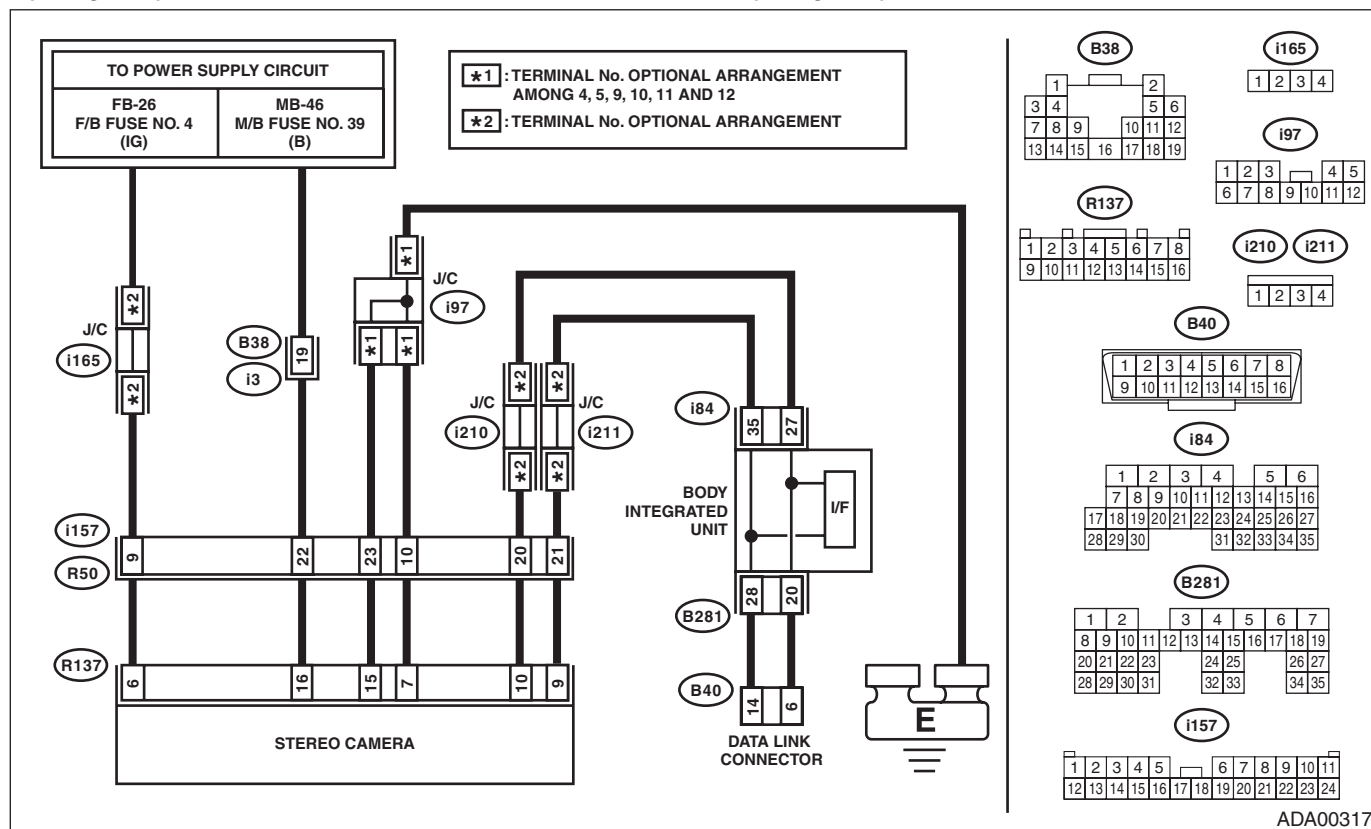 TO POWER SUPPLY CIRCUIT
FB-26
F/B FUSE NO. 4
(IG)
MB-46
M/B FUSE NO. 39
(B)
*1 : TERMINAL No. OPTIONAL ARRANGEMENT
AMONG 4, 5, 9, 10, 11 AND 12
*2 : TERMINAL No. OPTIONAL ARRANGEMENT
*1
J/C
i97
*1 *1
*2
J/C
i165
*2
B38
19
i3
*2 *2
J/C J/C
i210 i211
*2 *2
i84
35 27
BODY
INTEGRATED
UNIT
I/F
i157
9 22 23 10 20 21
R50
28 20
B281
R137
6 16 15 7 10 9
STEREO CAMERA
B40
14 6
DATA LINK
CONNECTOR
E
B38
1 2
3 4 5 6
7 8 9 10 11 12
13 14 15 16 17 18 19
i165
1 2 3 4
i97
1 2 3 4 5
6 7 8 9 10 11 12
R137
1 2 3 4 5 6 7 8
9 10 11 12 13 14 15 16
i210 i211
1 2 3 4
B40
1 2 3 4 5 6 7 8
9 10 11 12 13 14 15 16
i84
1 2 3 4 5 6
7 8 9 10 11 12 13 14 15 16
17 18 19 20 21 22 23 24 25 26 27
28 29 30 31 32 33 34 35
B281
1 2 3 4 5 6 7
8 9 10 11 12 13 14 15 16 17 18 19
20 21 22 23 24 25 26 27
28 29 30 31 32 33 34 35
i157
1 2 3 4 5 6 7 8 9 10 11
12 13 14 15 16 17 18 19 20 21 22 23 24
ADA00317